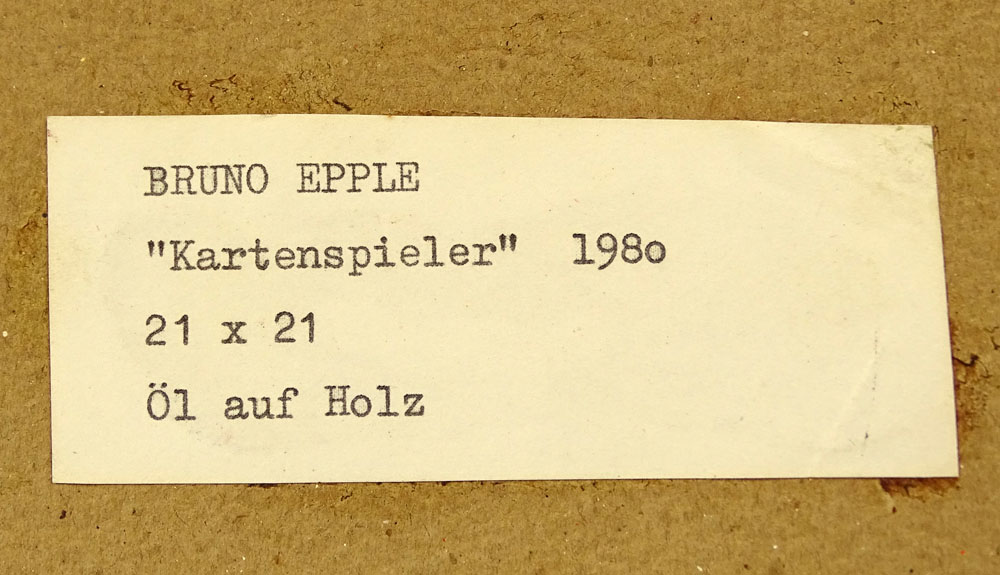 BRUNO EPPLE
"Kartenspieler" 198o
21 x 21
Öl auf Holz